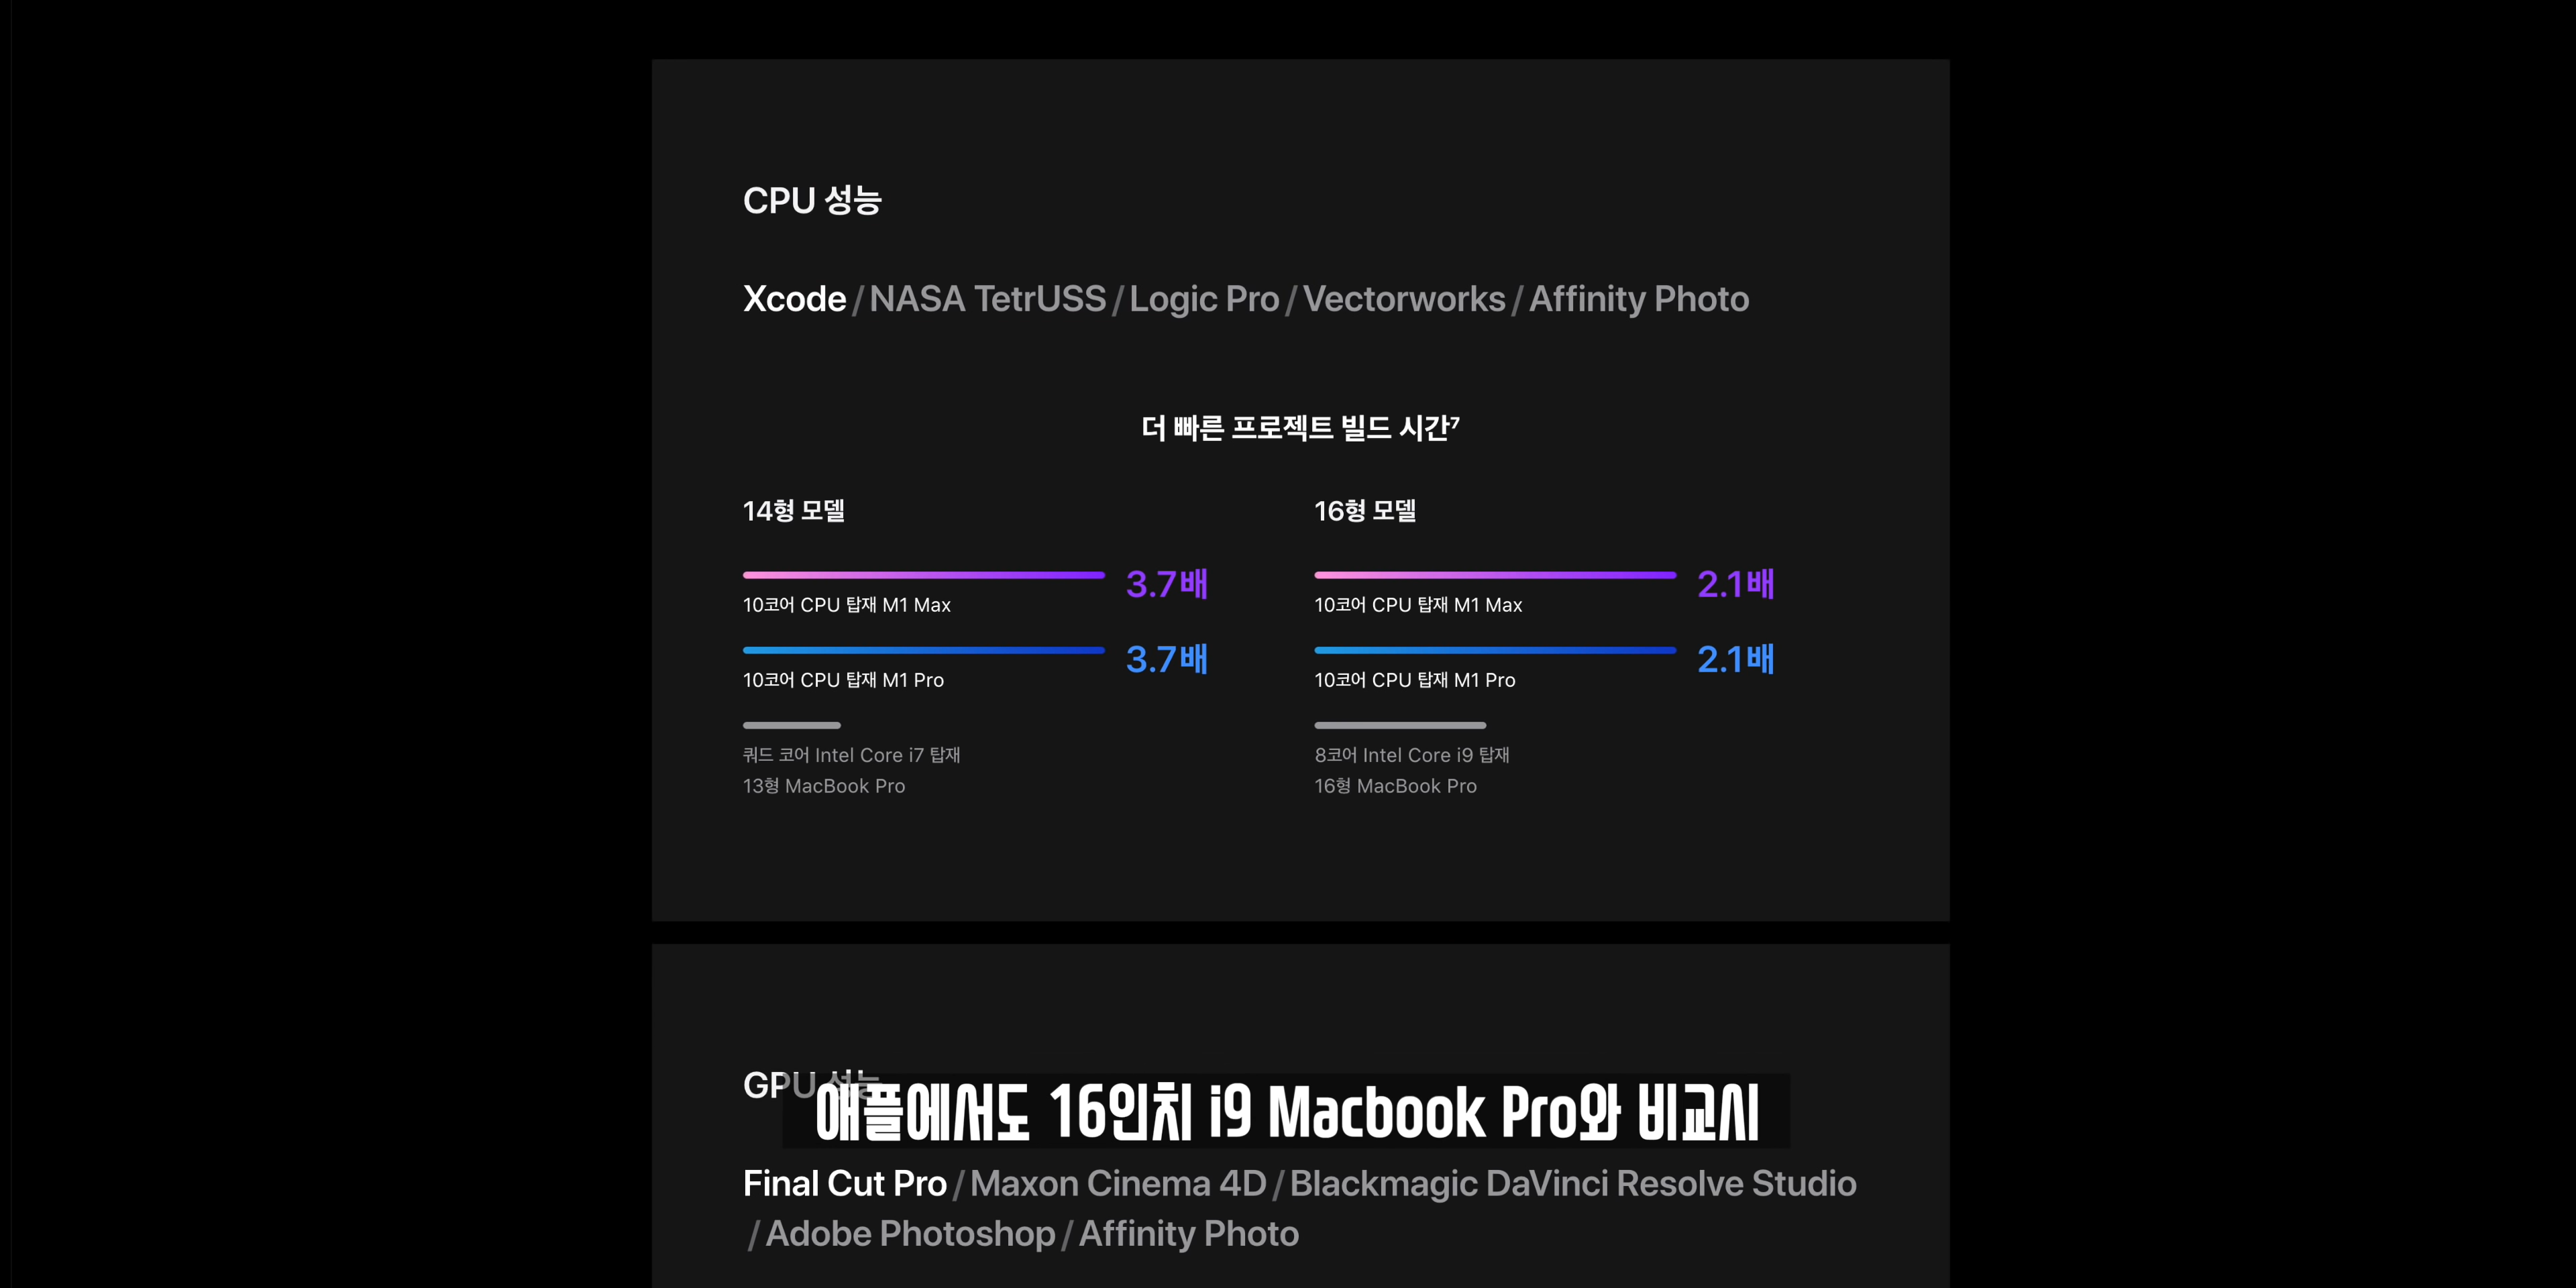 CPU 성능
Xcode / NASA TetrUSS / Logic Pro / Vectorworks / Affinity Photo
더 빠른 프로젝트 빌드 시간⁷
14형 모델
3.7배
10코어 CPU 탑재 M1 Max
3.7배
10코어 CPU 탑재 M1 Pro
쿼드 코어 Intel Core i7 탑재
13형 MacBook Pro
16형 모델
2.1배
10코어 CPU 탑재 M1 Max
2.1배
10코어 CPU 탑재 M1 Pro
8코어 Intel Core i9 탑재
16형 MacBook Pro
GPU 성능
애플에서도 16인치 i9 Macbook Pro와 비교시
Final Cut Pro / Maxon Cinema 4D / Blackmagic DaVinci Resolve Studio
/ Adobe Photoshop / Affinity Photo